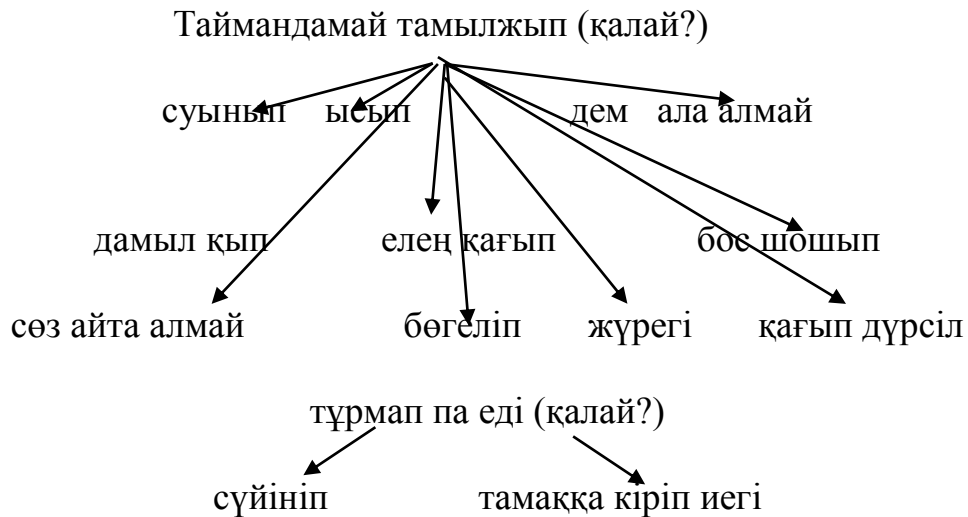 Таймандамай тамылжып (қалай?)
суынып ысып дем ала алмай
дамыл қып елең қағып бос шошып
сөз айта алмай бөгеліп жүрегі қағып дүрсіл
тұрмап па еді (қалай?)
сүйініп тамаққа кіріп иегі